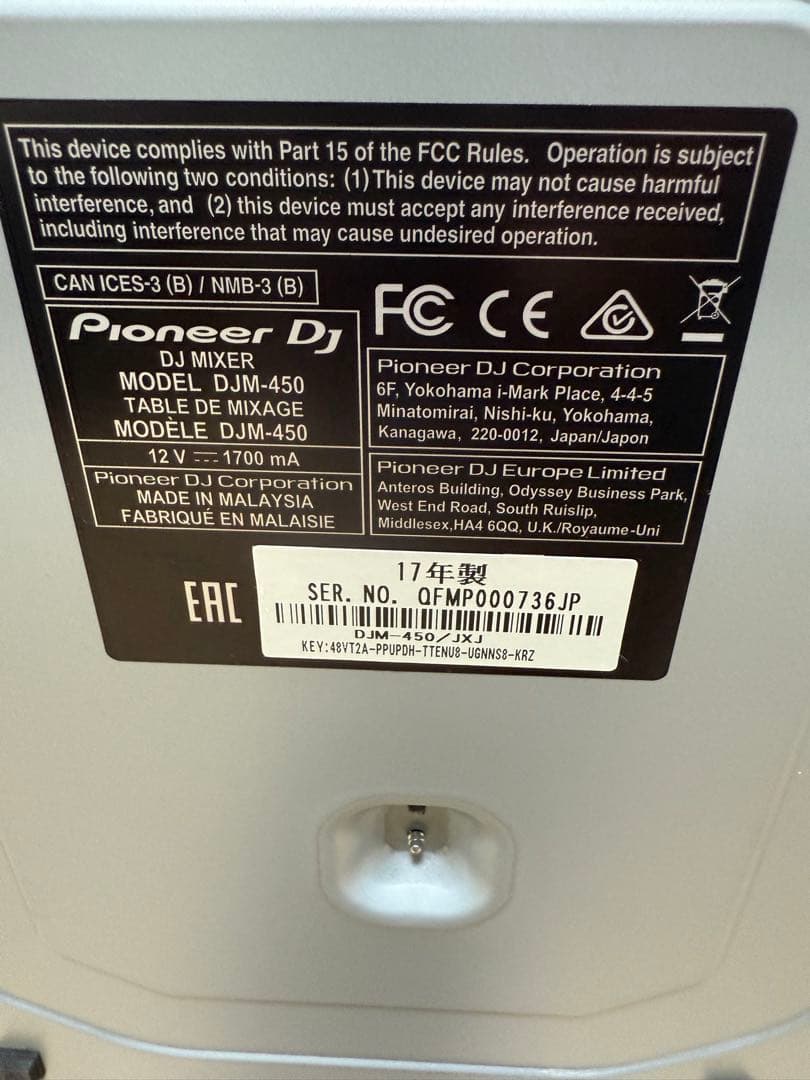 This device complies with Part 15 of the FCC Rules. Operation is subject
to the following two conditions: (1) This device may not cause harmful
interference, and (2) this device must accept any interference received,
including interference that may cause undesired operation.
CAN ICES-3 (B) / NMB-3 (B)
FC CE
Pioneer DJ
DJ MIXER
MODEL DJM-450
TABLE DE MIXAGE
MODÈLE DJM-450
12 V ⎓ 1700 mA
Pioneer DJ Corporation
MADE IN MALAYSIA
FABRIQUÉ EN MALAISIE
Pioneer DJ Corporation
6F, Yokohama i-Mark Place, 4-4-5
Minatomirai, Nishi-ku, Yokohama,
Kanagawa, 220-0012, Japan/Japon
Pioneer DJ Europe Limited
Anteros Building, Odyssey Business Park,
West End Road, South Ruislip,
Middlesex,HA4 6QQ, U.K./Royaume-Uni
EAC
17年製
SER. NO. QFMP000736JP
DJM-450/JXJ
KEY:48VT2A-PPUPDH-TTENU8-UGNNS8-KRZ